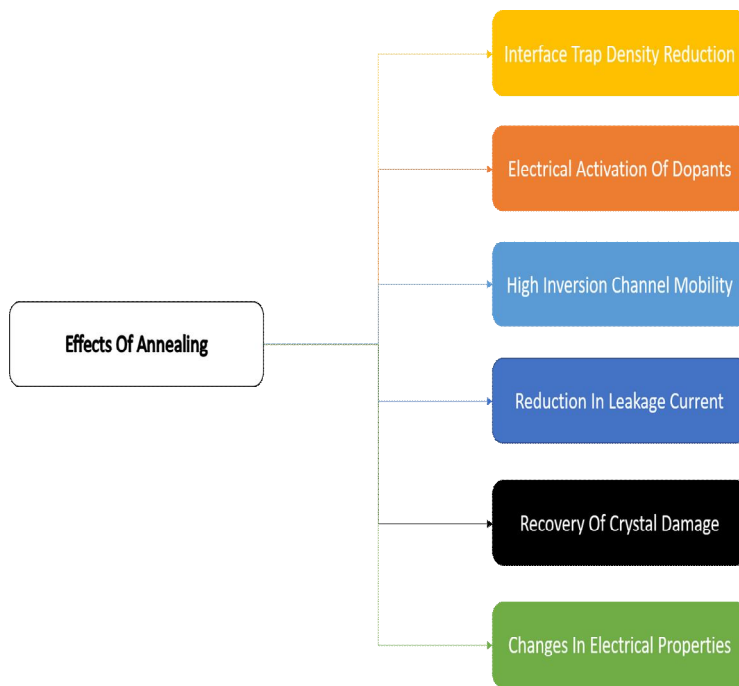 Interface Trap Density Reduction
Electrical Activation Of Dopants
High Inversion Channel Mobility
Effects Of Annealing
Reduction In Leakage Current
Recovery Of Crystal Damage
Changes In Electrical Properties